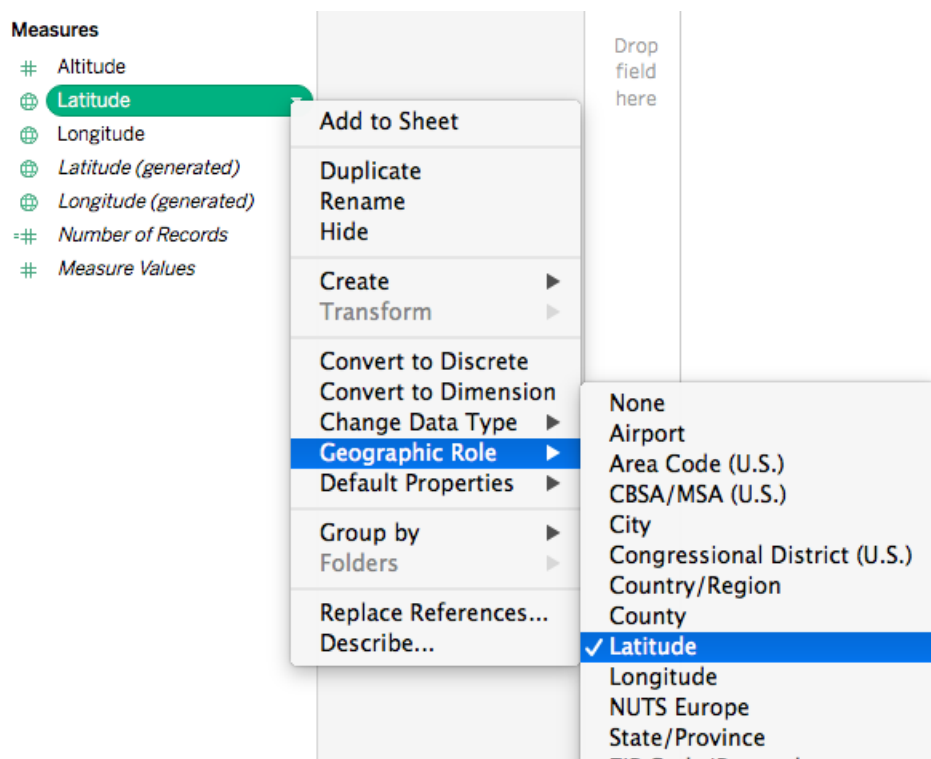 Measures
Altitude
Latitude
Longitude
Latitude (generated)
Longitude (generated)
Number of Records
Measure Values
Drop
field
here
Add to Sheet
Duplicate
Rename
Hide
Create
Transform
Convert to Discrete
Convert to Dimension
Change Data Type
Geographic Role
Default Properties
Group by
Folders
Replace References...
Describe...
None
Airport
Area Code (U.S.)
CBSA/MSA (U.S.)
City
Congressional District (U.S.)
Country/Region
County
Latitude
Longitude
NUTS Europe
State/Province